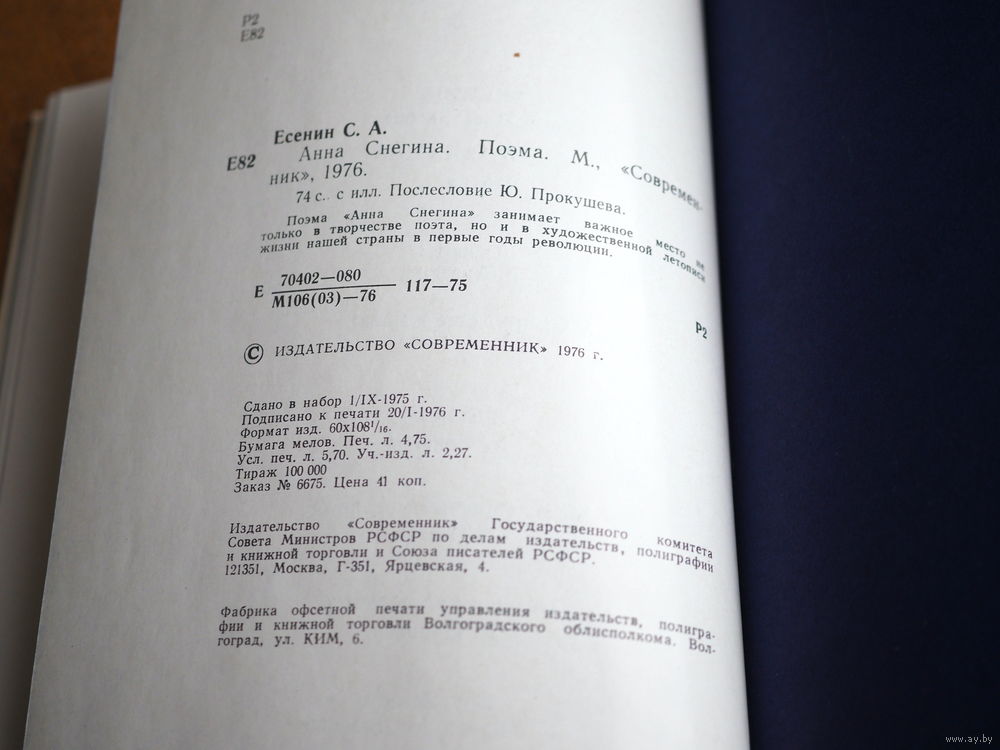 Р2
Е82
Есенин С. А.
Е82 Анна Снегина. Поэма. М., «Современ-
ник», 1976.
74 с. с илл. Послесловие Ю. Прокушева.
Поэма «Анна Снегина» занимает важное место не
только в творчестве поэта, но и в художественной летописи
жизни нашей страны в первые годы революции.
Е 70402—080 117—75
М106(03)—76
Р2
© ИЗДАТЕЛЬСТВО «СОВРЕМЕННИК» 1976 г.
Сдано в набор 1/IX-1975 г.
Подписано к печати 20/I-1976 г.
Формат изд. 60х108¹/₁₆.
Бумага мелов. Печ. л. 4,75.
Усл. печ. л. 5,70. Уч.-изд. л. 2,27.
Тираж 100 000
Заказ № 6675. Цена 41 коп.
Издательство «Современник» Государственного комитета
Совета Министров РСФСР по делам издательств, полиграфии
и книжной торговли и Союза писателей РСФСР.
121351, Москва, Г-351, Ярцевская, 4.
Фабрика офсетной печати управления издательств, полигра-
фии и книжной торговли Волгоградского облисполкома. Вол-
гоград, ул. КИМ, 6.
www.ay.by